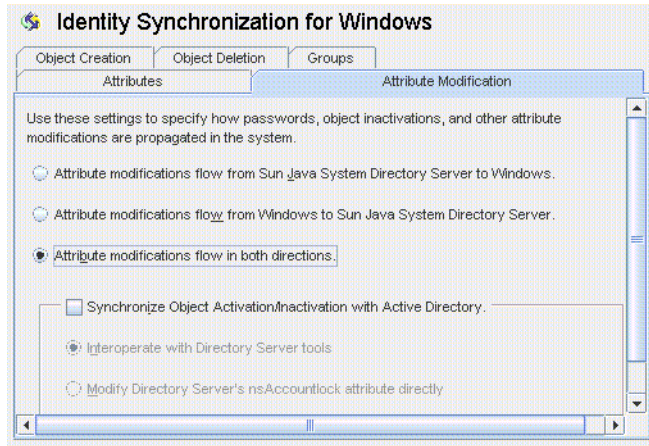 Identity Synchronization for Windows
Object Creation
Object Deletion
Groups
Attributes
Attribute Modification
Use these settings to specify how passwords, object inactivations, and other attribute
modifications are propagated in the system.
Attribute modifications flow from Sun Java System Directory Server to Windows.
Attribute modifications flow from Windows to Sun Java System Directory Server.
Attribute modifications flow in both directions.
Synchronize Object Activation/Inactivation with Active Directory.
Interoperate with Directory Server tools
Modify Directory Server's nsAccountlock attribute directly